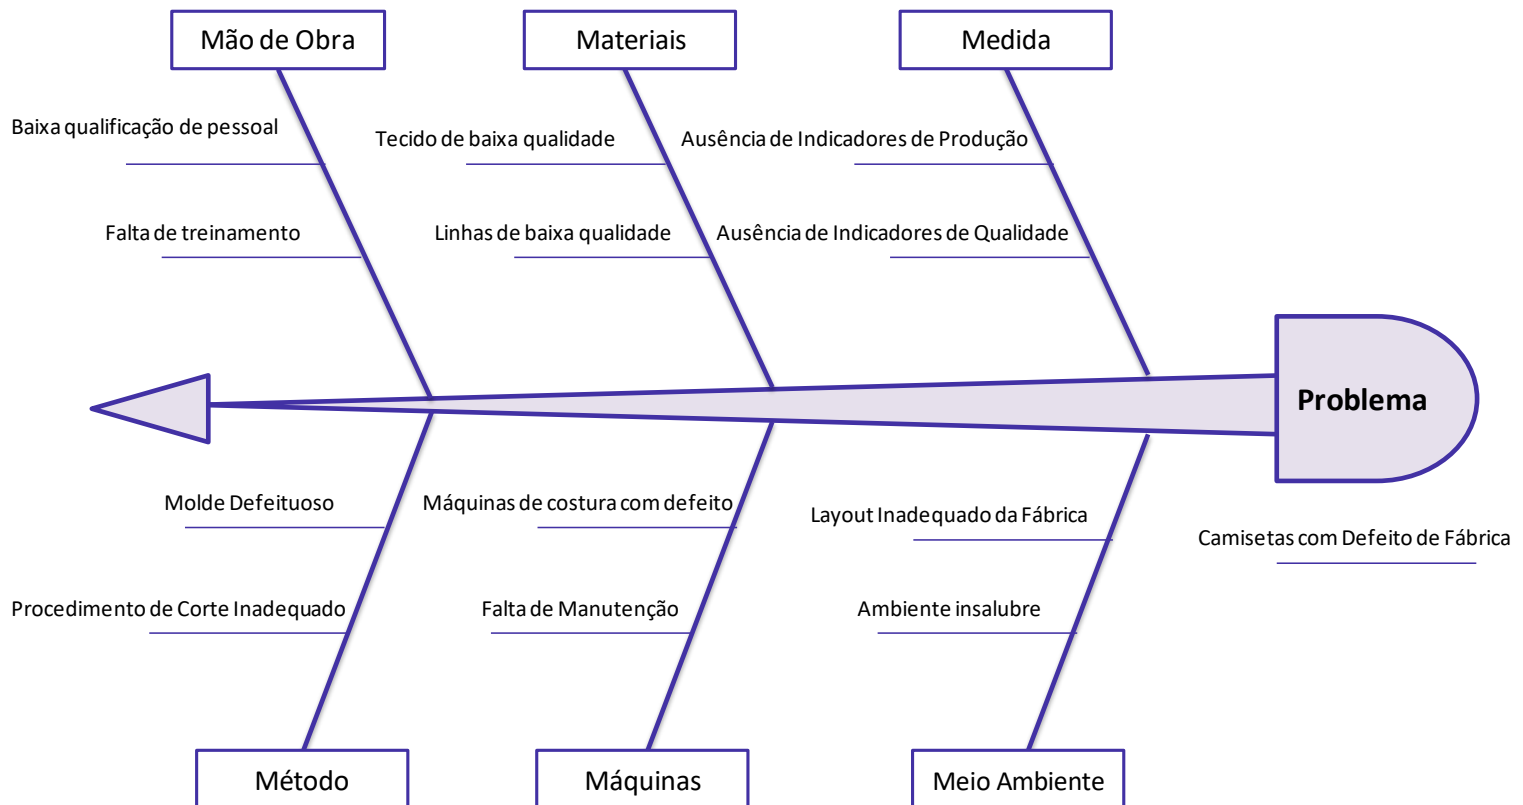 Mão de Obra
Materiais
Medida
Baixa qualificação de pessoal
Tecido de baixa qualidade
Ausência de Indicadores de Produção
Falta de treinamento
Linhas de baixa qualidade
Ausência de Indicadores de Qualidade
Problema
Molde Defeituoso
Máquinas de costura com defeito
Layout Inadequado da Fábrica
Camisetas com Defeito de Fábrica
Procedimento de Corte Inadequado
Falta de Manutenção
Ambiente insalubre
Método
Máquinas
Meio Ambiente